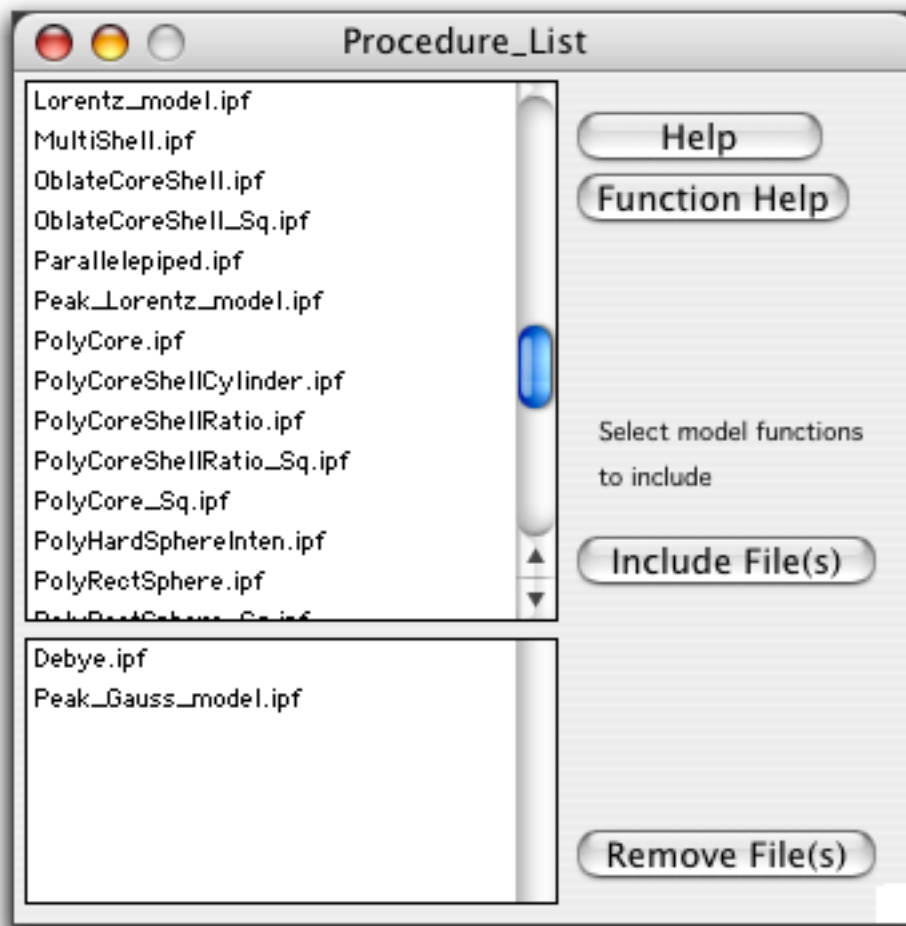 Procedure_List
Lorentz_model.ipf
MultiShell.ipf
OblateCoreShell.ipf
OblateCoreShell_Sq.ipf
Parallelepiped.ipf
Peak_Lorentz_model.ipf
PolyCore.ipf
PolyCoreShellCylinder.ipf
PolyCoreShellRatio.ipf
PolyCoreShellRatio_Sq.ipf
PolyCore_Sq.ipf
PolyHardSphereInten.ipf
PolyRectSphere.ipf
PolyRectSphere_Sq.ipf
Help
Function Help
Select model functions
to include
Include File(s)
Debye.ipf
Peak_Gauss_model.ipf
Remove File(s)